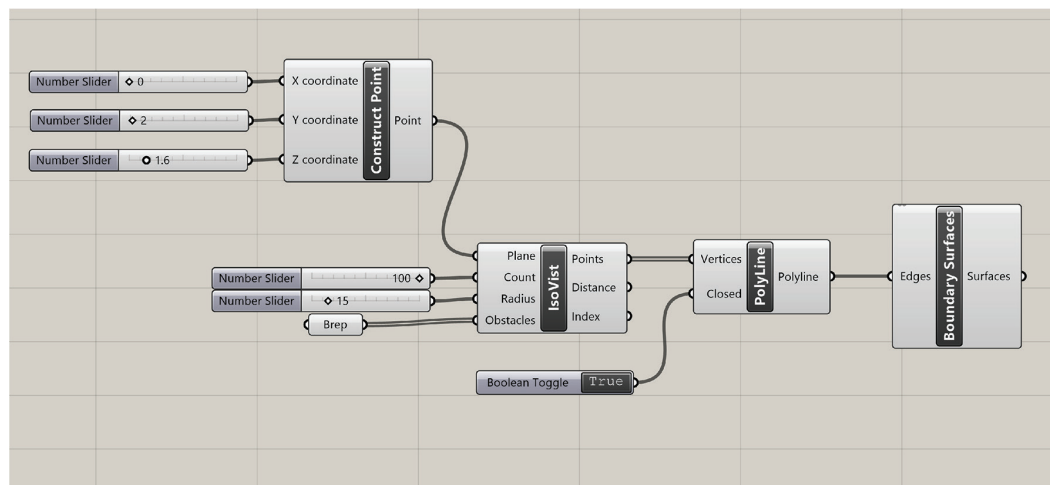 Number Slider 0
Number Slider 2
Number Slider 1.6
X coordinate
Y coordinate
Z coordinate
Construct Point
Point
Number Slider 100
Number Slider 15
Brep
Plane
Count
Radius
Obstacles
IsoVist
Points
Distance
Index
Boolean Toggle True
Vertices
Closed
PolyLine
Polyline
Edges
Boundary Surfaces
Surfaces